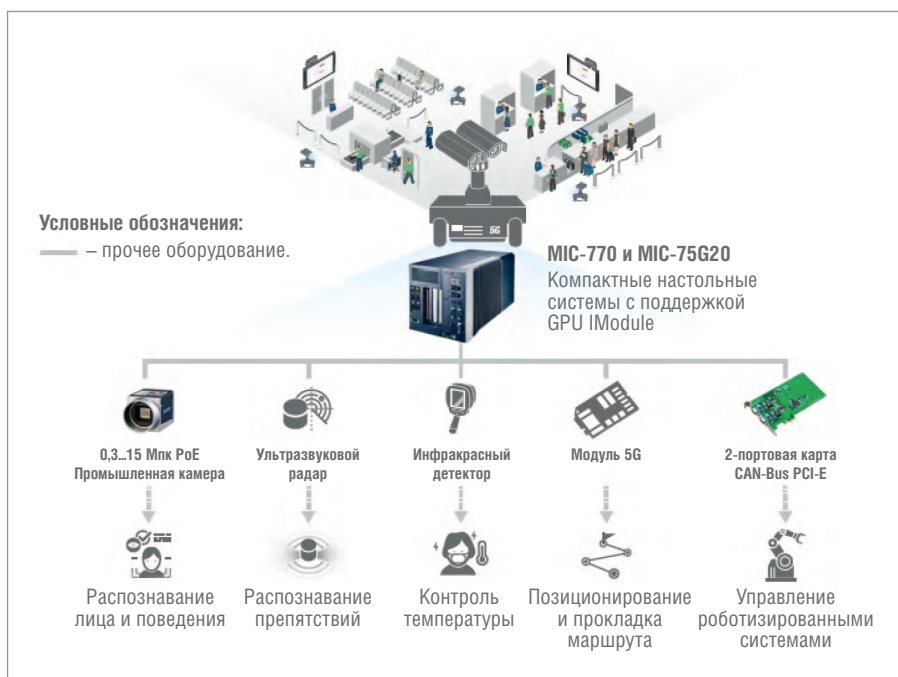 5G
Условные обозначения:
– прочее оборудование.
MIC-770 и MIC-75G20
Компактные настольные
системы с поддержкой
GPU IModule
0,3...15 Мпк PoE
Промышленная камера
Ультразвуковой
радар
Инфракрасный
детектор
Модуль 5G
2-портовая карта
CAN-Bus PCI-E
Распознавание
лица и поведения
Распознавание
препятствий
Контроль
температуры
Позиционирование
и прокладка
маршрута
Управление
роботизированными
системами